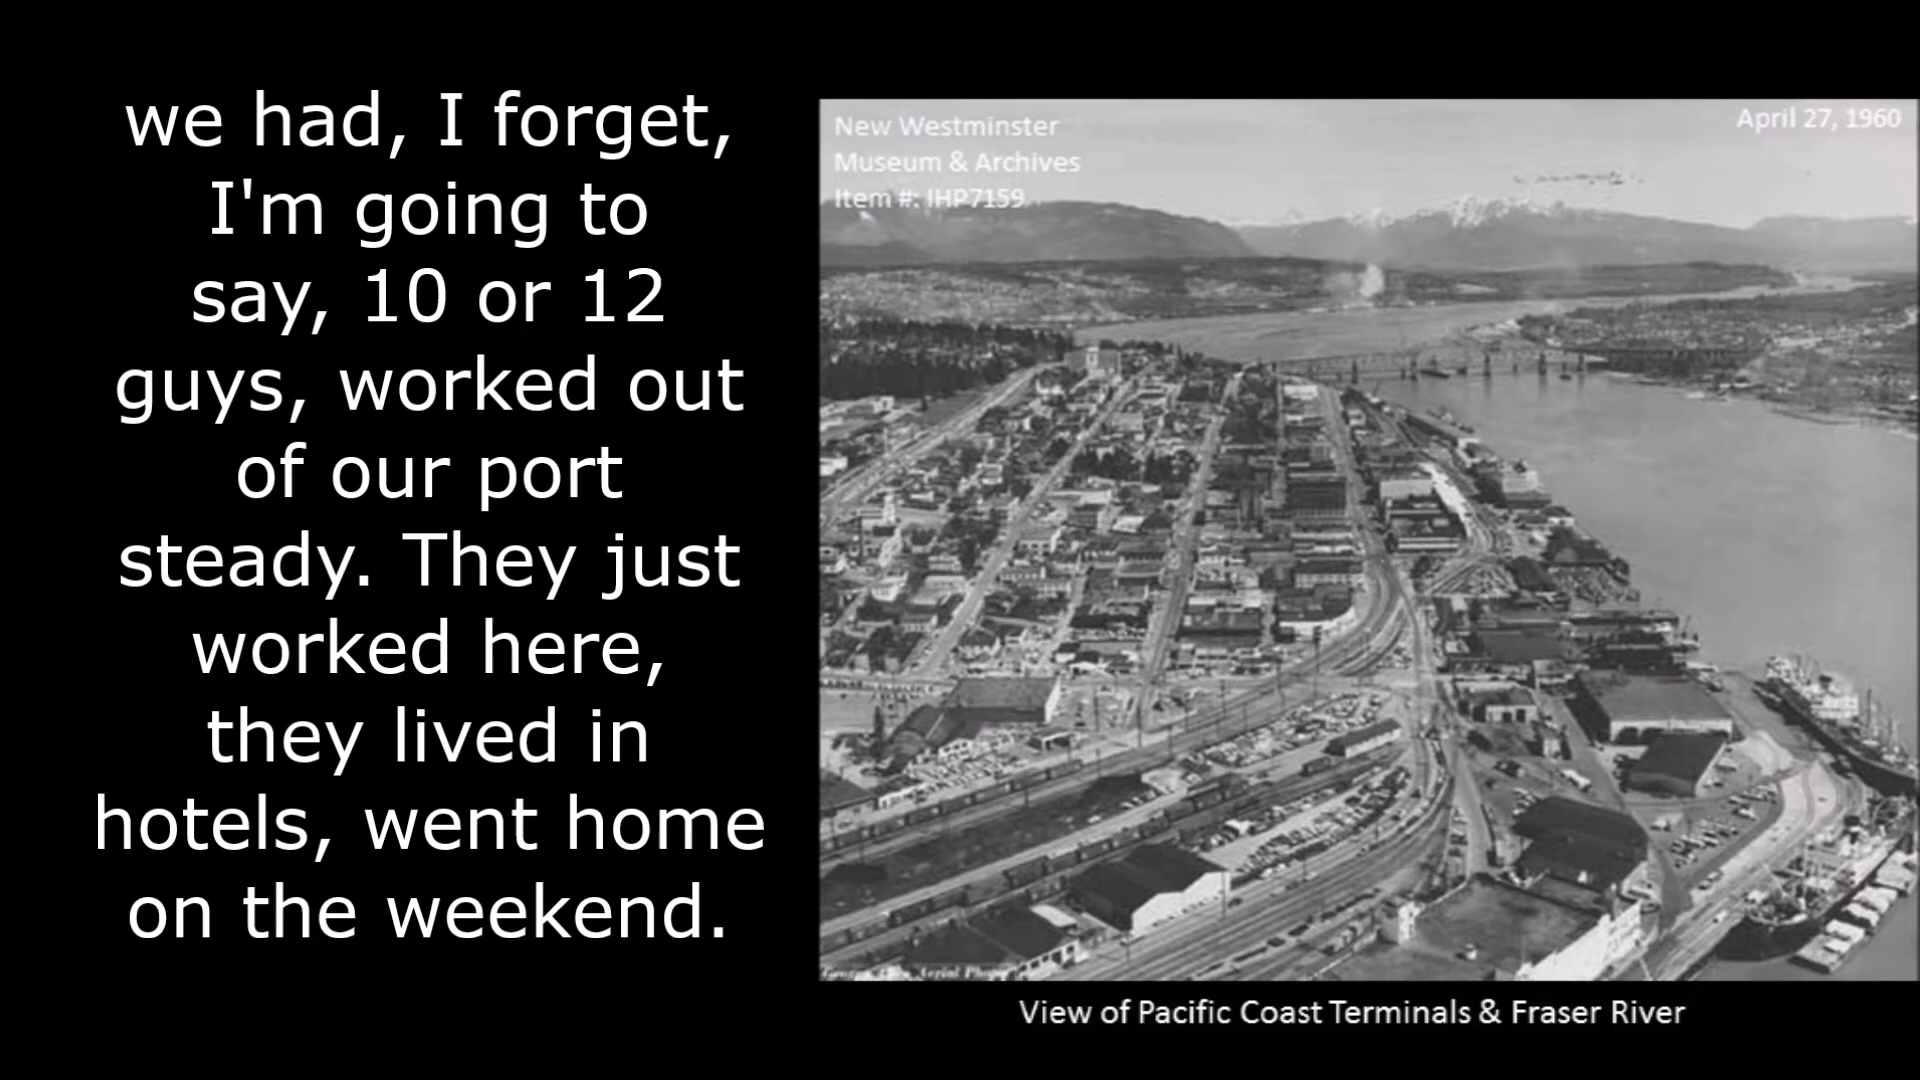 we had, I forget,
I'm going to
say, 10 or 12
guys, worked out
of our port
steady. They just
worked here,
they lived in
hotels, went home
on the weekend.
New Westminster
Museum & Archives
Item #: IHP7159
April 27, 1960
Aerial
View of Pacific Coast Terminals & Fraser River